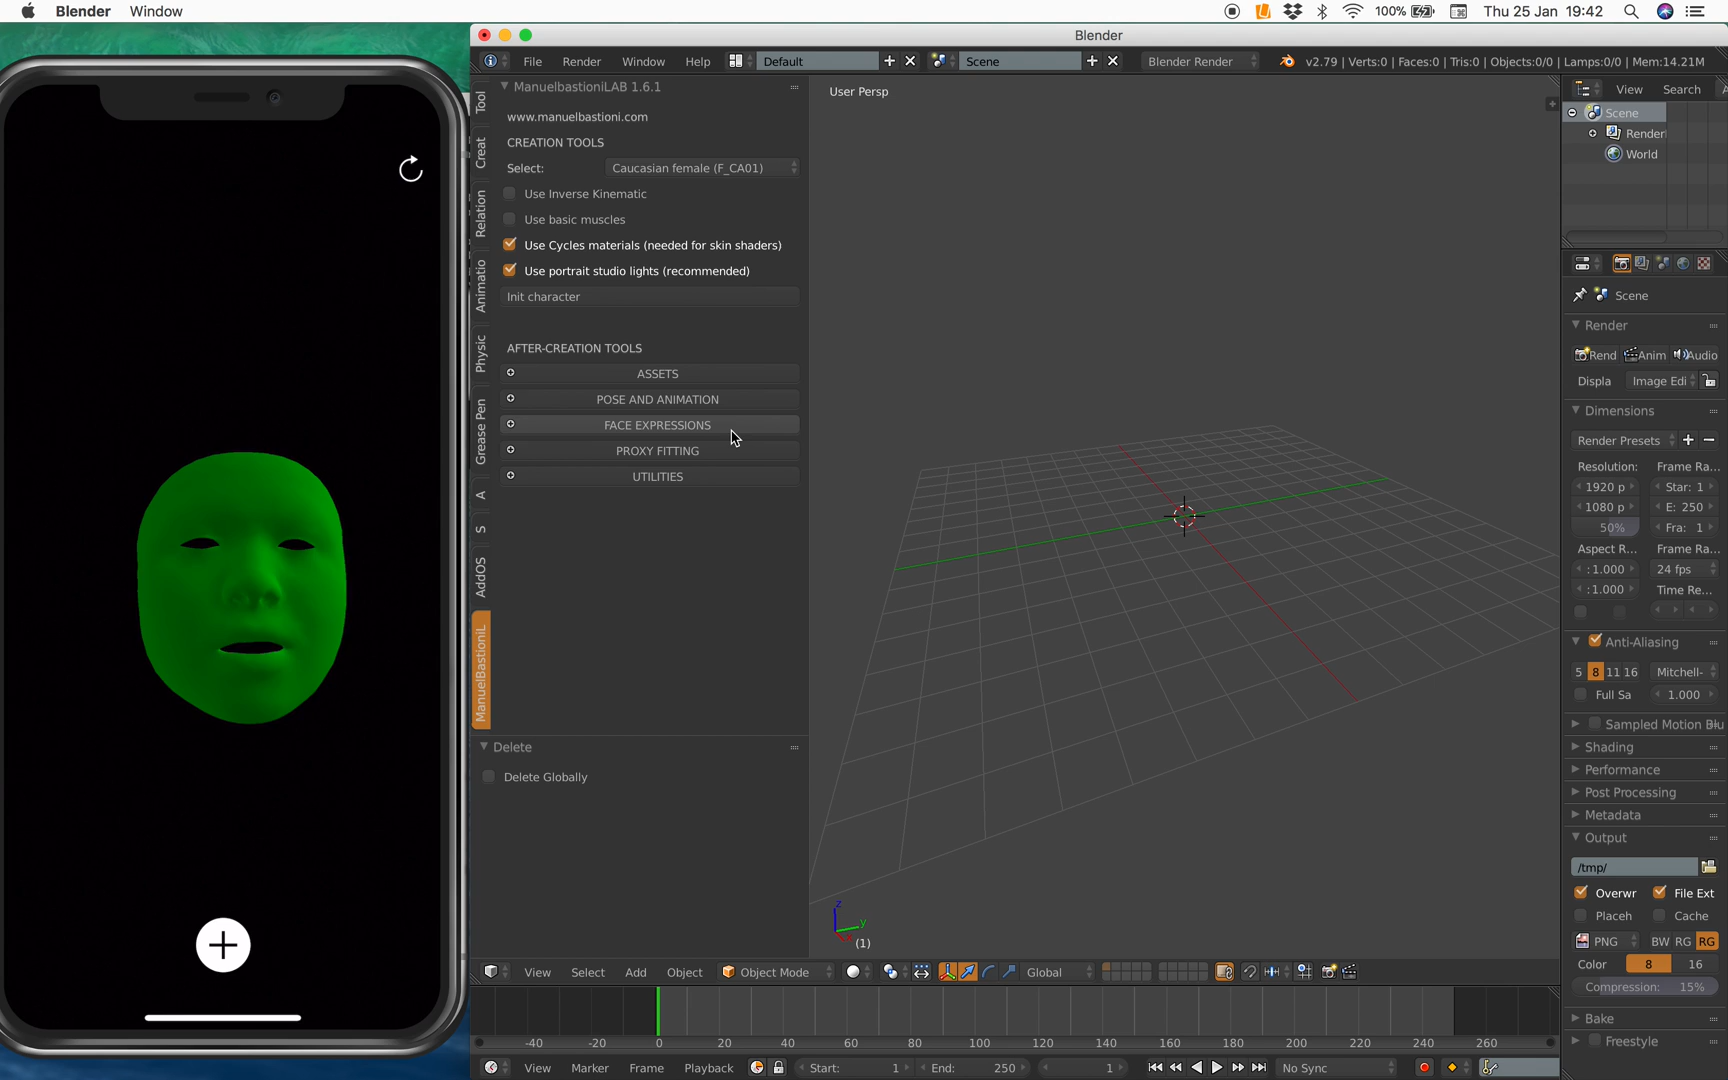 Blender Window
100% Thu 25 Jan 19:42
Blender
File Render Window Help Default Scene Blender Render v2.79 | Verts:0 | Faces:0 | Tris:0 | Objects:0/0 | Lamps:0/0 | Mem:14.21M
ManuelbastioniLAB 1.6.1
www.manuelbastioni.com
CREATION TOOLS
Select: Caucasian female (F_CA01)
Use Inverse Kinematic
Use basic muscles
Use Cycles materials (needed for skin shaders)
Use portrait studio lights (recommended)
Init character
AFTER-CREATION TOOLS
ASSETS
POSE AND ANIMATION
FACE EXPRESSIONS
PROXY FITTING
UTILITIES
Tool
Creat
Relation
Animatio
Physic
Grease Pen
A
S
AddOS
ManuelBastioniL
Delete
Delete Globally
User Persp
z
y
x
(1)
View Select Add Object Object Mode Global
-40 -20 0 20 40 60 80 100 120 140 160 180 200 220 240 260
View Marker Frame Playback Start: 1 End: 250 1 No Sync
View Search
Scene
Render
World
Scene
Render
Rend Anim Audio
Displa Image Edi
Dimensions
Render Presets
Resolution: Frame Ra...
1920 p Star: 1
1080 p E: 250
50% Fra: 1
Aspect R... Frame Ra...
:1.000 24 fps
:1.000 Time Re...
Anti-Aliasing
5 8 11 16 Mitchell-
Full Sa 1.000
Sampled Motion Blu
Shading
Performance
Post Processing
Metadata
Output
/tmp/
Overwr File Ext
Placeh Cache
PNG BW RG RG
Color 8 16
Compression: 15%
Bake
Freestyle